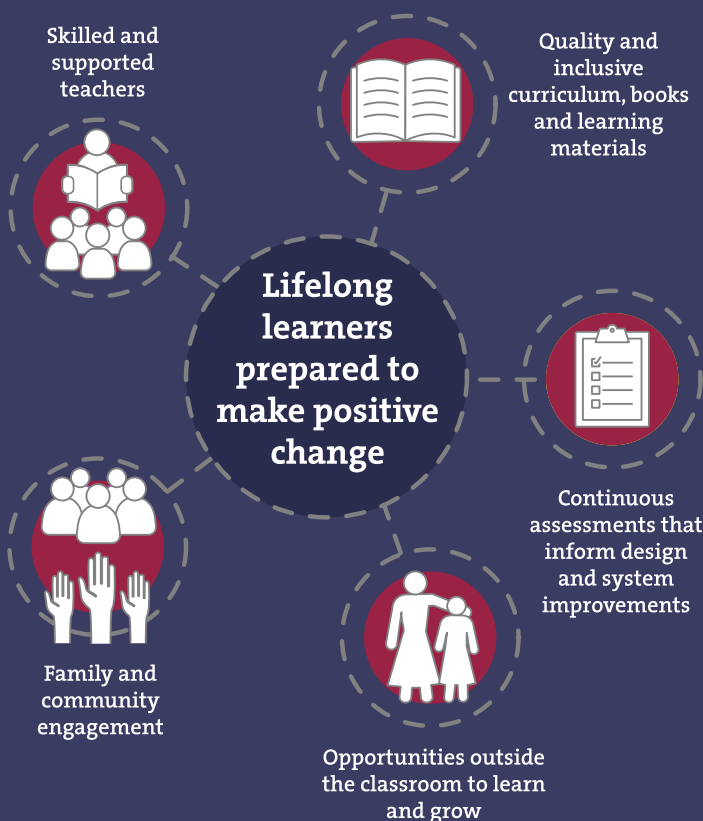 Skilled and
supported
teachers
Quality and
inclusive
curriculum, books
and learning
materials
Lifelong
learners
prepared to
make positive
change
Continuous
assessments that
inform design
and system
improvements
Family and
community
engagement
Opportunities outside
the classroom to learn
and grow